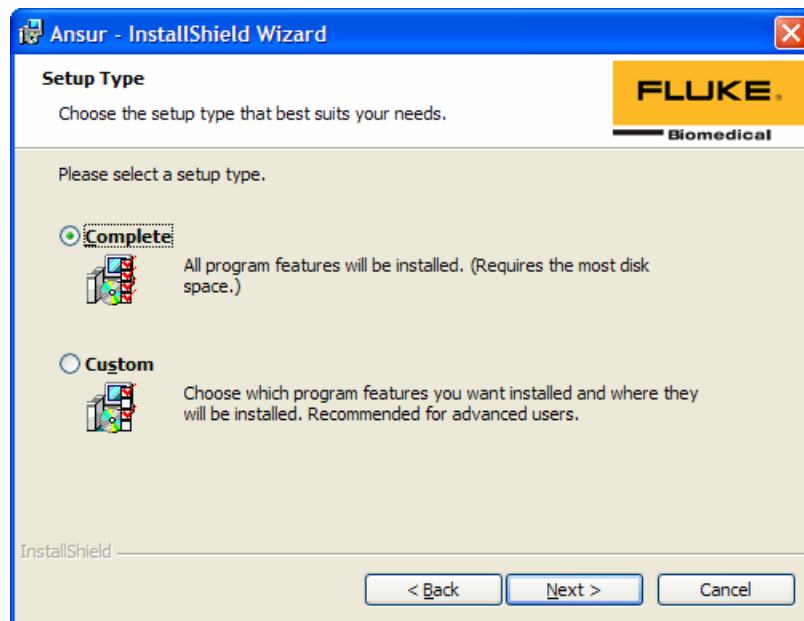 Ansur - InstallShield Wizard
Setup Type
Choose the setup type that best suits your needs.
FLUKE®
Biomedical
Please select a setup type.
Complete
All program features will be installed. (Requires the most disk
space.)
Custom
Choose which program features you want installed and where they
will be installed. Recommended for advanced users.
InstallShield
< Back
Next >
Cancel